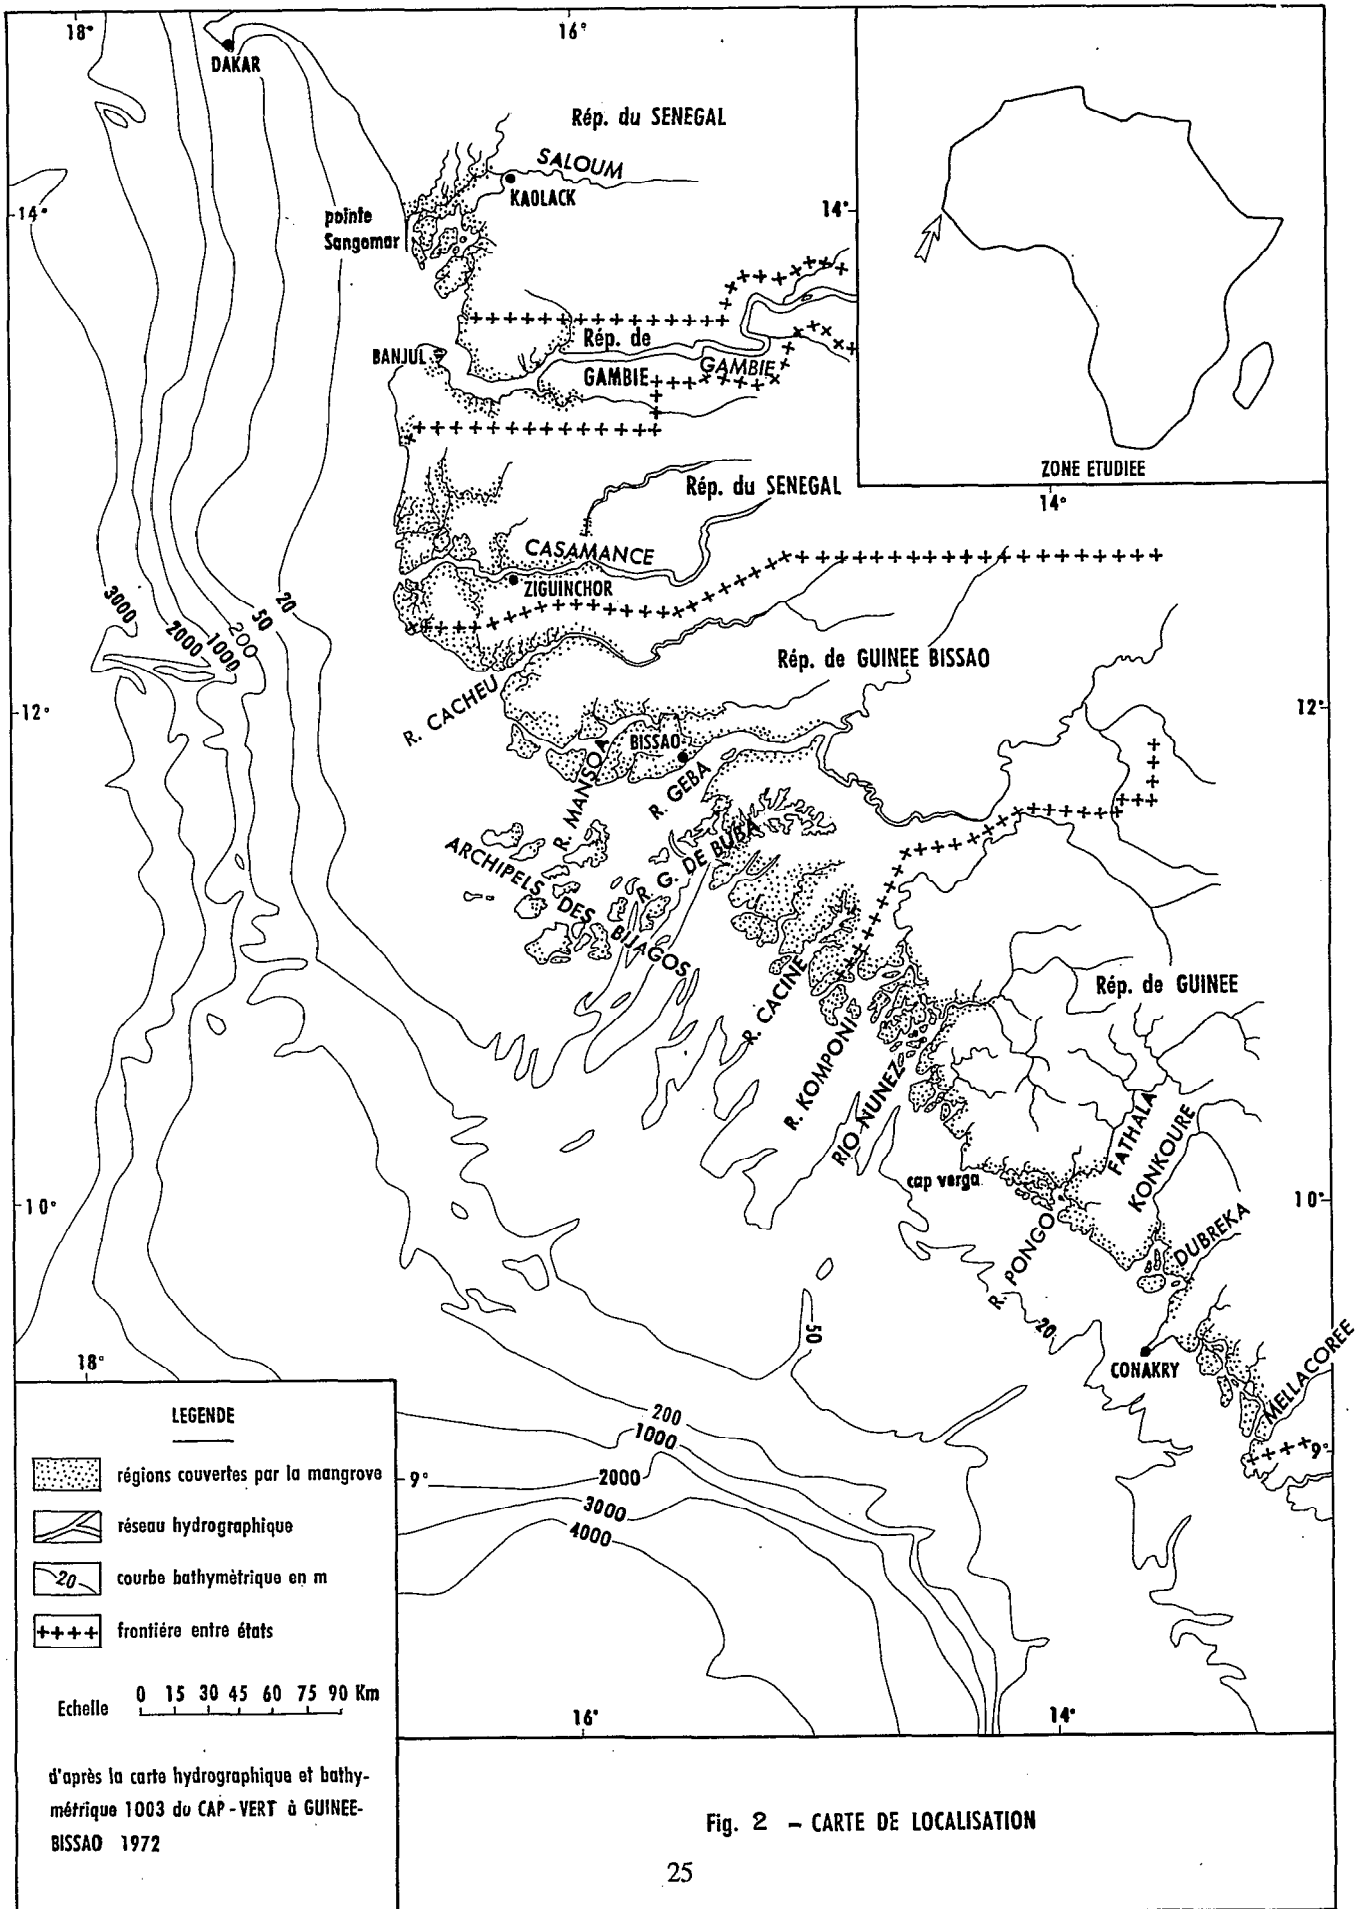 18°
16°
DAKAR
Rép. du SENEGAL
SALOUM
KAOLACK
14°
pointe
Sangomar
14°
Rép. de
BANJUL
GAMBIE
GAMBIE
ZONE ETUDIEE
14°
Rép. du SENEGAL
CASAMANCE
ZIGUINCHOR
3000
2000
1000
200
50
20
Rép. de GUINEE BISSAO
R. CACHEU
12°
12°
BISSAO
R. MANSOA
R. GEBA
R. G. DE BUBA
ARCHIPELS DES BIJAGOS
R. CACINE
Rép. de GUINEE
R. KOMPONI
RIO NUNEZ
FATHALA
KONKOURE
cap verga
10°
10°
R. PONGO
DUBREKA
50
20
CONAKRY
MELLACOREE
18°
9°
200
1000
2000
3000
4000
9°
LEGENDE
régions couvertes par la mangrove
réseau hydrographique
20
courbe bathymètrique en m
++++
frontiére entre états
Echelle
0 15 30 45 60 75 90 Km
16°
14°
d'après la carte hydrographique et bathy-
métrique 1003 du CAP-VERT à GUINEE-
BISSAO 1972
Fig. 2 - CARTE DE LOCALISATION
25